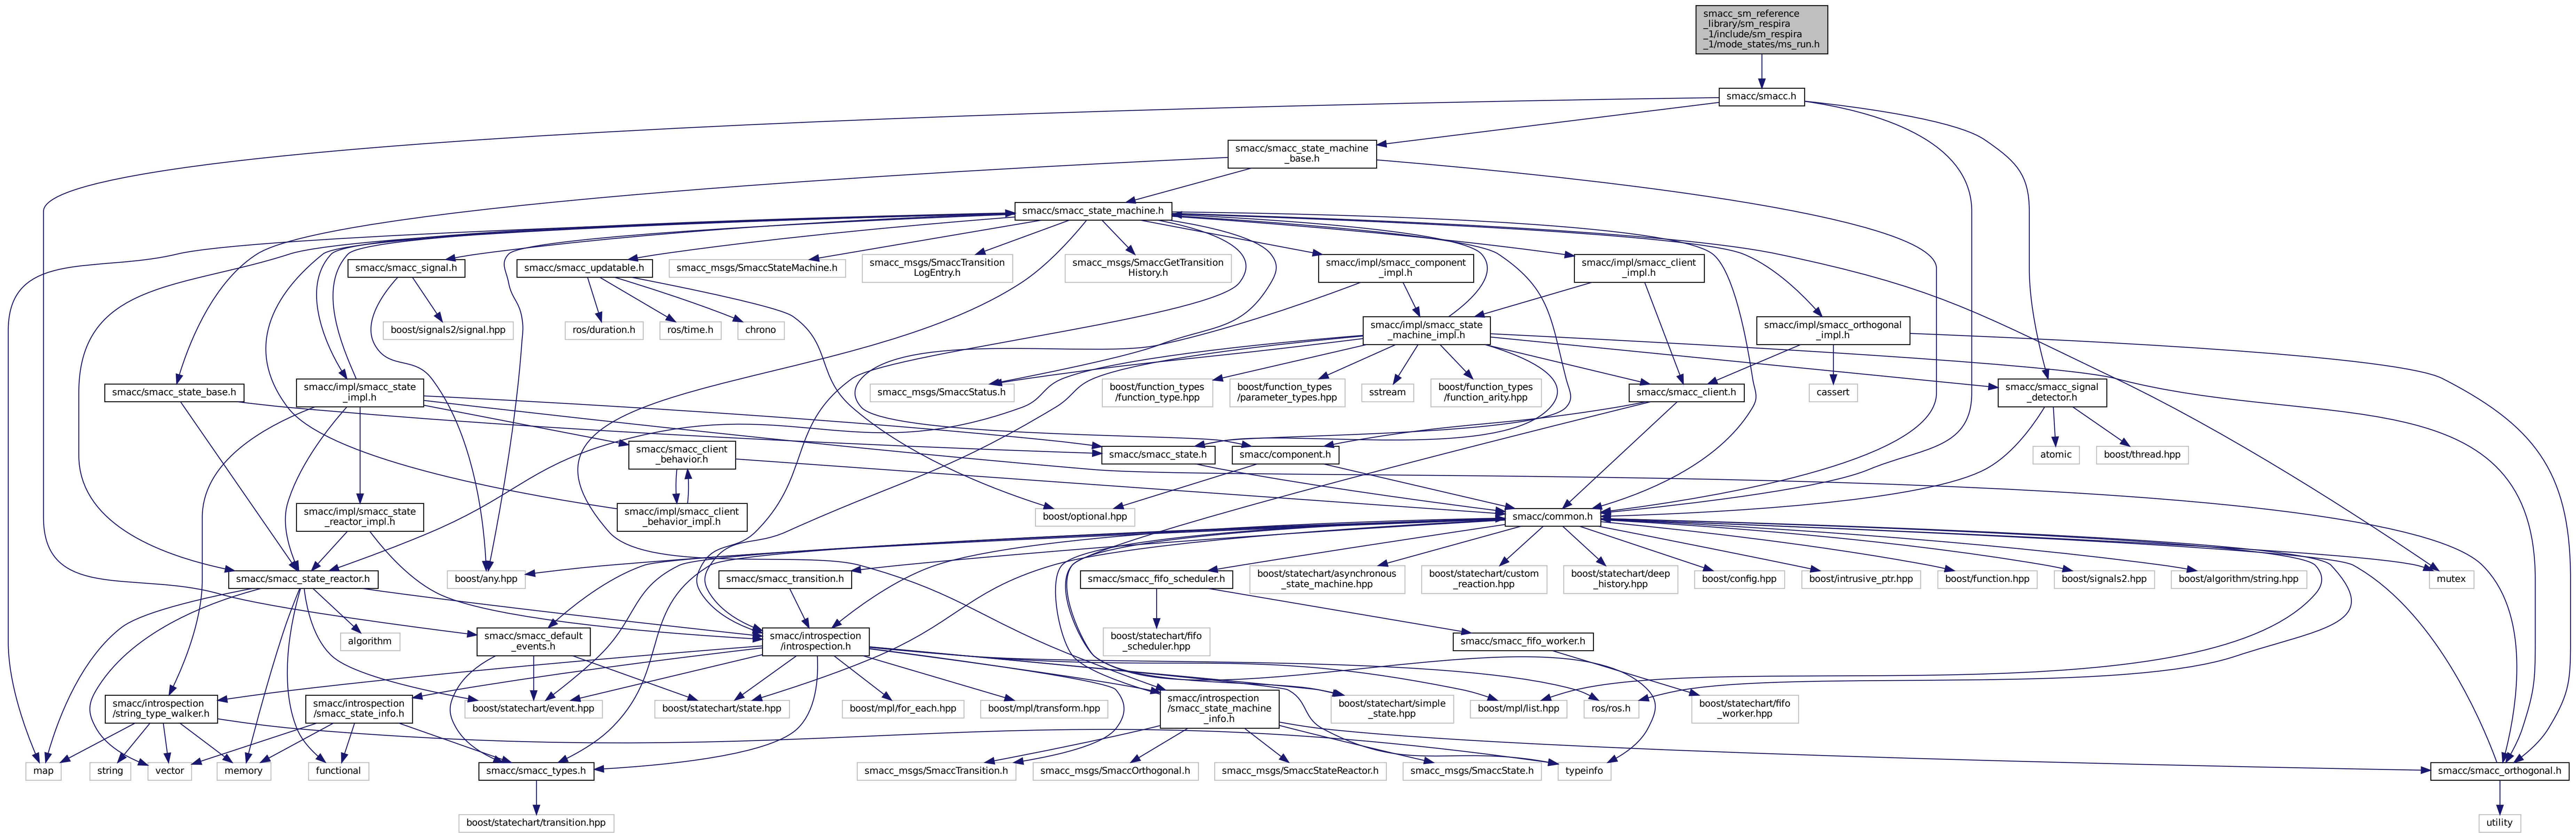 smacc_sm_reference
_library/sm_respira
_1/include/sm_respira
_1/mode_states/ms_run.h
smacc/smacc.h
smacc/smacc_state_machine
_base.h
smacc/smacc_state_machine.h
smacc/smacc_signal.h
smacc/smacc_updatable.h
smacc_msgs/SmaccStateMachine.h
smacc_msgs/SmaccTransition
LogEntry.h
smacc_msgs/SmaccGetTransition
History.h
smacc/impl/smacc_component
_impl.h
smacc/impl/smacc_client
_impl.h
boost/signals2/signal.hpp
ros/duration.h
ros/time.h
chrono
smacc/impl/smacc_state
_machine_impl.h
smacc/impl/smacc_orthogonal
_impl.h
smacc/smacc_state_base.h
smacc/impl/smacc_state
_impl.h
smacc_msgs/SmaccStatus.h
boost/function_types
/function_type.hpp
boost/function_types
/parameter_types.hpp
sstream
boost/function_types
/function_arity.hpp
smacc/smacc_client.h
cassert
smacc/smacc_signal
_detector.h
smacc/smacc_client
_behavior.h
smacc/smacc_state.h
smacc/component.h
atomic
boost/thread.hpp
smacc/impl/smacc_state
_reactor_impl.h
smacc/impl/smacc_client
_behavior_impl.h
boost/optional.hpp
smacc/common.h
smacc/smacc_state_reactor.h
boost/any.hpp
smacc/smacc_transition.h
smacc/smacc_fifo_scheduler.h
boost/statechart/asynchronous
_state_machine.hpp
boost/statechart/custom
_reaction.hpp
boost/statechart/deep
_history.hpp
boost/config.hpp
boost/intrusive_ptr.hpp
boost/function.hpp
boost/signals2.hpp
boost/algorithm/string.hpp
mutex
algorithm
smacc/smacc_default
_events.h
smacc/introspection
/introspection.h
boost/statechart/fifo
_scheduler.hpp
smacc/smacc_fifo_worker.h
smacc/introspection
/string_type_walker.h
smacc/introspection
/smacc_state_info.h
boost/statechart/event.hpp
boost/statechart/state.hpp
boost/mpl/for_each.hpp
boost/mpl/transform.hpp
smacc/introspection
/smacc_state_machine
_info.h
boost/statechart/simple
_state.hpp
boost/mpl/list.hpp
ros/ros.h
boost/statechart/fifo
_worker.hpp
map
string
vector
memory
functional
smacc/smacc_types.h
smacc_msgs/SmaccTransition.h
smacc_msgs/SmaccOrthogonal.h
smacc_msgs/SmaccStateReactor.h
smacc_msgs/SmaccState.h
typeinfo
smacc/smacc_orthogonal.h
boost/statechart/transition.hpp
utility